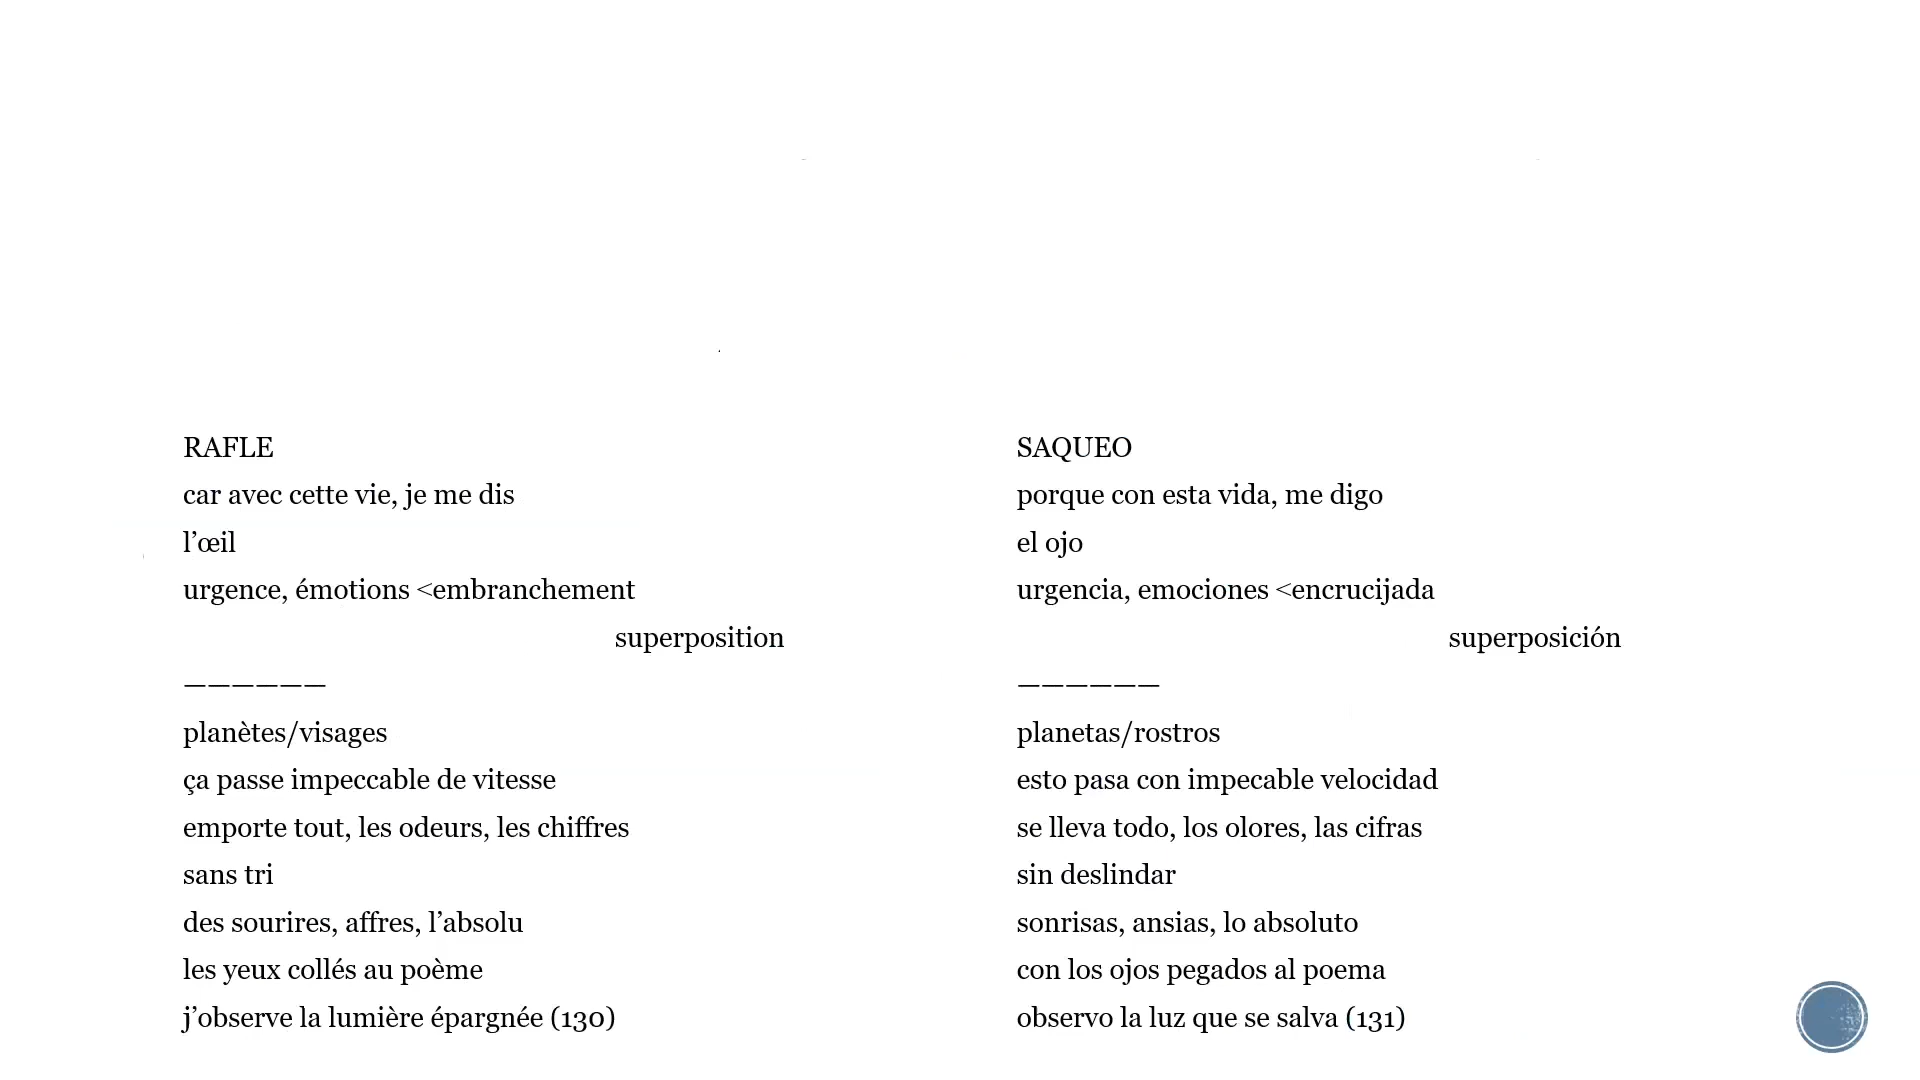 RAFLE
car avec cette vie, je me dis
l’œil
urgence, émotions <embranchement
superposition
——————
planètes/visages
ça passe impeccable de vitesse
emporte tout, les odeurs, les chiffres
sans tri
des sourires, affres, l’absolu
les yeux collés au poème
j’observe la lumière épargnée (130)
SAQUEO
porque con esta vida, me digo
el ojo
urgencia, emociones <encrucijada
superposición
——————
planetas/rostros
esto pasa con impecable velocidad
se lleva todo, los olores, las cifras
sin deslindar
sonrisas, ansias, lo absoluto
con los ojos pegados al poema
observo la luz que se salva (131)